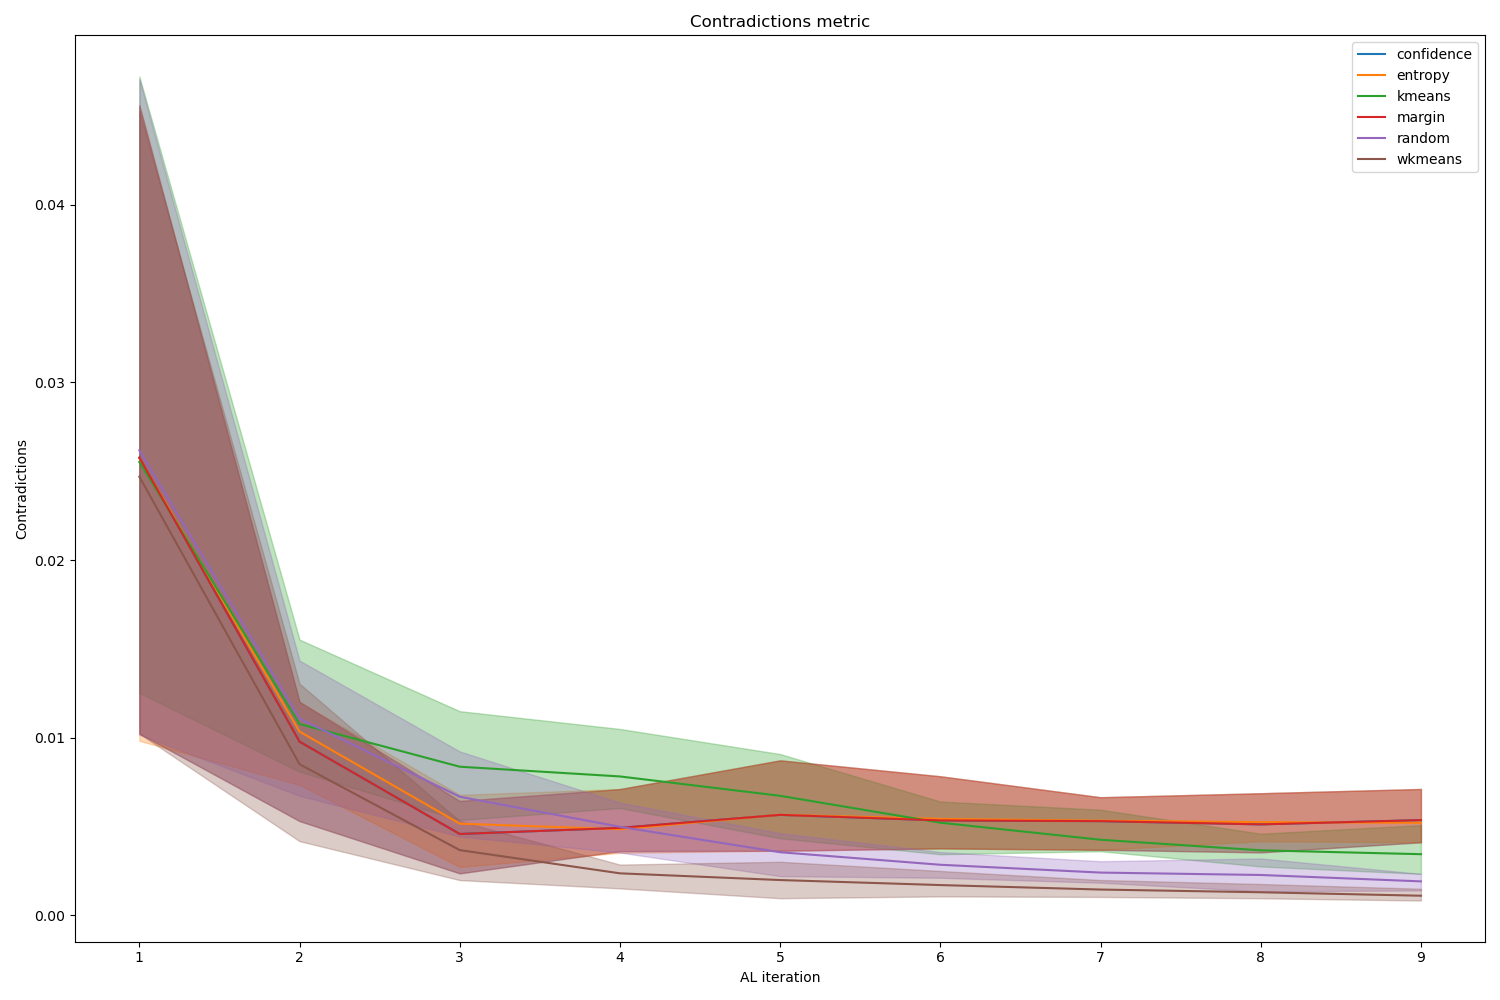 Contradictions metric
confidence
entropy
kmeans
margin
random
wkmeans
Contradictions
0.04
0.03
0.02
0.01
0.00
1 2 3 4 5 6 7 8 9
AL iteration